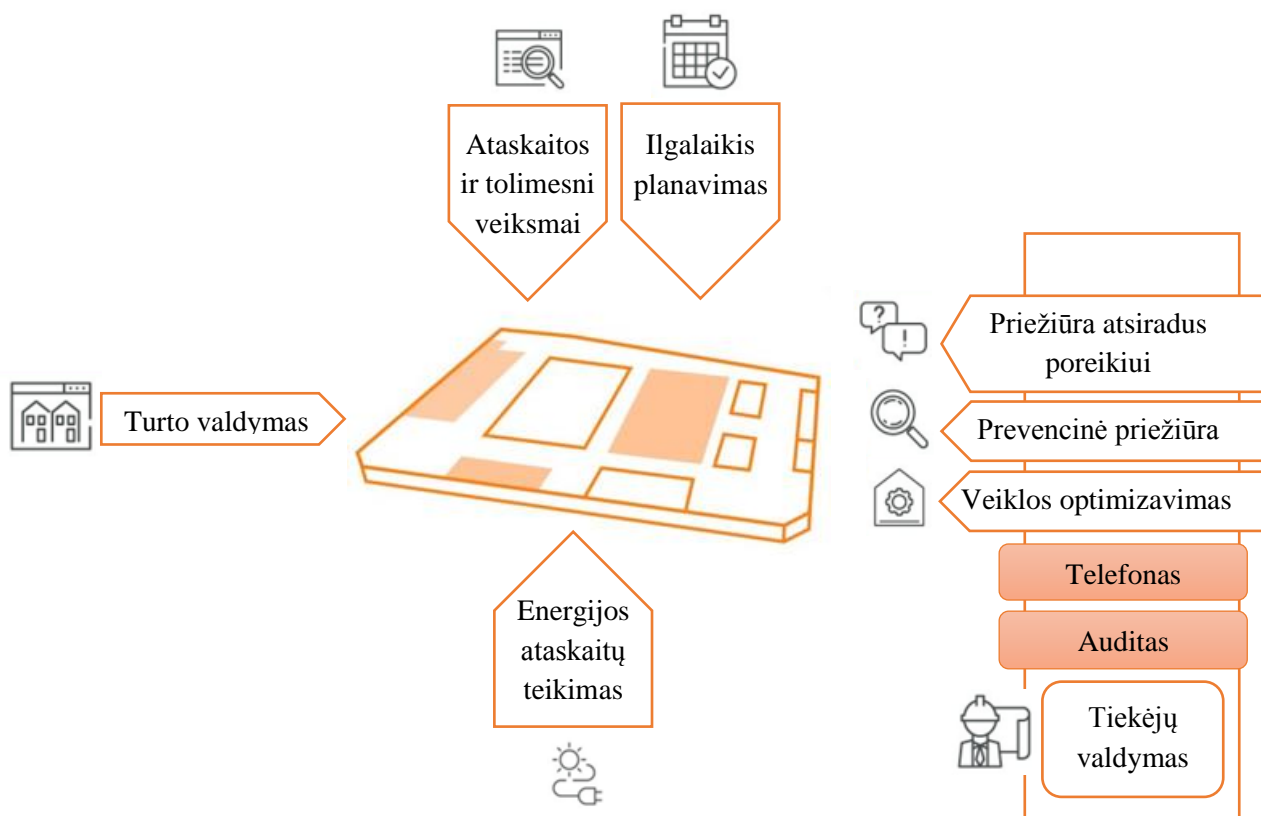 Ataskaitos
ir tolimesni
veiksmai
Ilgalaikis
planavimas
Turto valdymas
Priežiūra atsiradus
poreikiui
Prevencinė priežiūra
Veiklos optimizavimas
Telefonas
Auditas
Tiekėjų
valdymas
Energijos
ataskaitų
teikimas